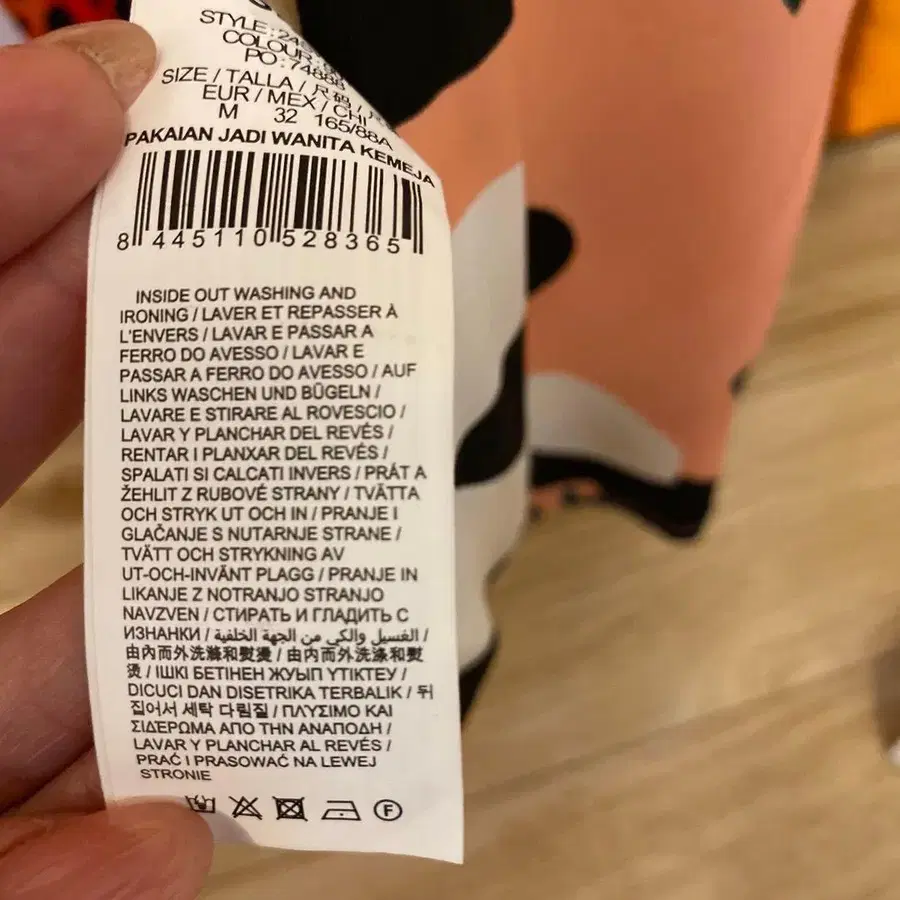 STYLE:
COLOUR:
PO:74888
SIZE / TALLA / 尺码 /
EUR / MEX / CHI
M 32 165/88A
PAKAIAN JADI WANITA KEMEJA
8 445110 528365
INSIDE OUT WASHING AND
IRONING / LAVER ET REPASSER À
L'ENVERS / LAVAR E PASSAR A
FERRO DO AVESSO / LAVAR E
PASSAR A FERRO DO AVESSO / AUF
LINKS WASCHEN UND BÜGELN /
LAVARE E STIRARE AL ROVESCIO /
LAVAR Y PLANCHAR DEL REVÉS /
RENTAR I PLANXAR DEL REVÉS /
SPALATI SI CALCATI INVERS / PRÁT A
ŽEHLIT Z RUBOVÉ STRANY / TVÄTTA
OCH STRYK UT OCH IN / PRANJE I
GLAČANJE S NUTARNJE STRANE /
TVÄTT OCH STRYKNING AV
UT-OCH-INVÄNT PLAGG / PRANJE IN
LIKANJE Z NOTRANJO STRANJO
NAVZVEN / СТИРАТЬ И ГЛАДИТЬ С
ИЗНАНКИ / الغسيل والكي من الجهة الخلفية /
由內而外洗滌和熨燙 / 由内而外洗涤和熨
烫 / ІШКІ БЕТІНЕН ЖУЫП ҮТІКТЕУ /
DICUCI DAN DISETRIKA TERBALIK / 뒤
집어서 세탁 다림질 / ΠΛΥΣΙΜΟ ΚΑΙ
ΣΙΔΕΡΩΜΑ ΑΠΟ ΤΗΝ ΑΝΑΠΟΔΗ /
LAVAR Y PLANCHAR AL REVÉS /
PRAĆ I PRASOWAĆ NA LEWEJ
STRONIE
F